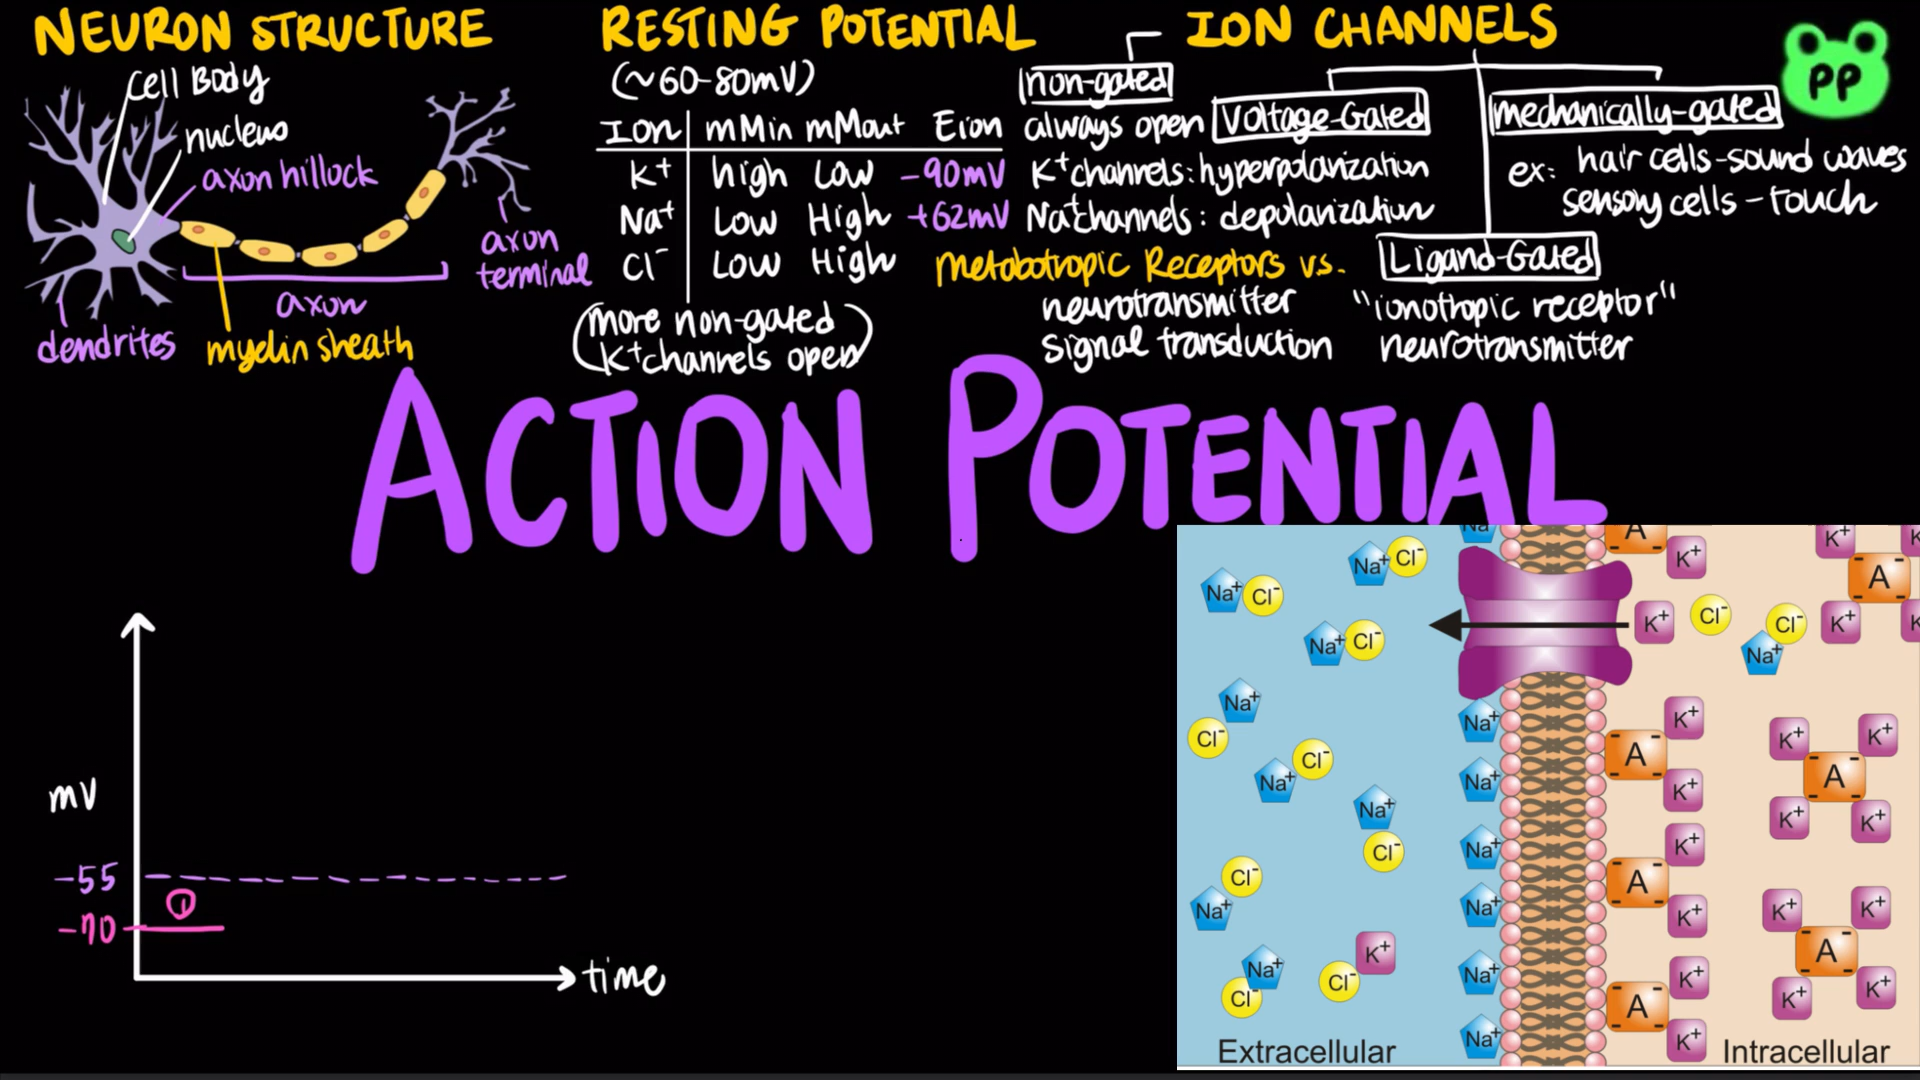 NEURON STRUCTURE
cell Body
nucleus
axon hillock
axon
terminal
axon
dendrites
myelin sheath
RESTING POTENTIAL
(~60-80mV)
Ion mMin mMout Eion
K+ high Low -90mV
Na+ Low High +62mV
Cl- Low High
(more non-gated
K+channels open)
ION CHANNELS
non-gated
always open
K+channels: hyperpolarization
Na+channels: depolarization
Voltage-Gated
mechanically-gated
ex: hair cells-sound waves
sensory cells - touch
Metabotropic Receptors v.s.
neurotransmitter
signal transduction
Ligand-Gated
"ionotropic receptor"
neurotransmitter
PP
ACTION POTENTIAL
mV
-55
①
-70
time
Na+ A K+ K+ K
Na+ Cl- Na+ Cl- A
Na+ Cl- K+ Cl- Na+ Cl- K+ K
Na+ Cl- Na+ A K+ K+ K+
Na+ Cl- Na+ K+ A
Na+ Cl- Na+ K+ K+ K+
Cl- Na+ A K+ K+
Na+ Na+ K+ A
Na+ Cl- Cl- K+ Na+ A K+ K+ K+
Na+ K+
Extracellular Intracellular